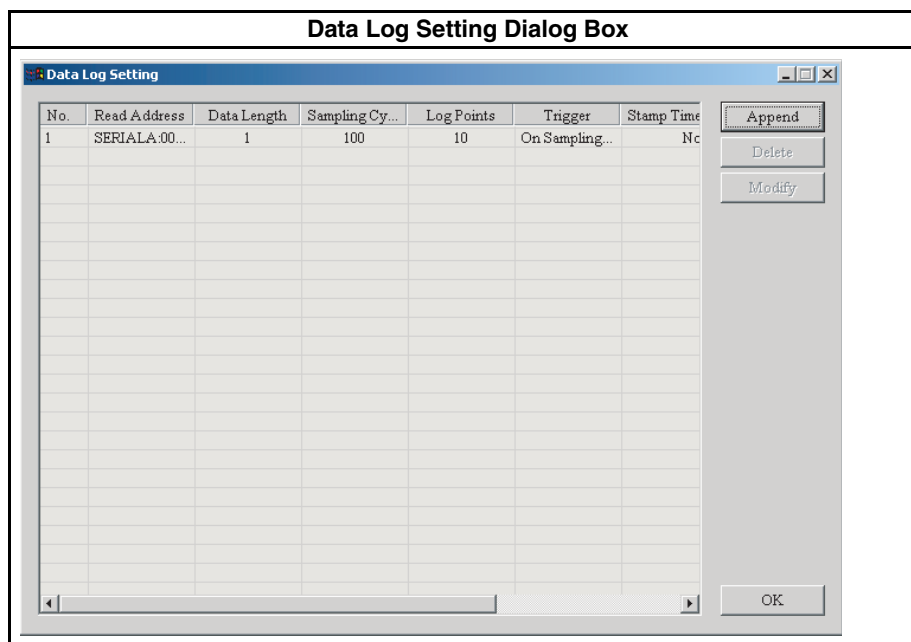 Data Log Setting Dialog Box
Data Log Setting
No. Read Address Data Length Sampling Cy... Log Points Trigger Stamp Time
1 SERIALA:00... 1 100 10 On Sampling... No
Append
Delete
Modify
OK